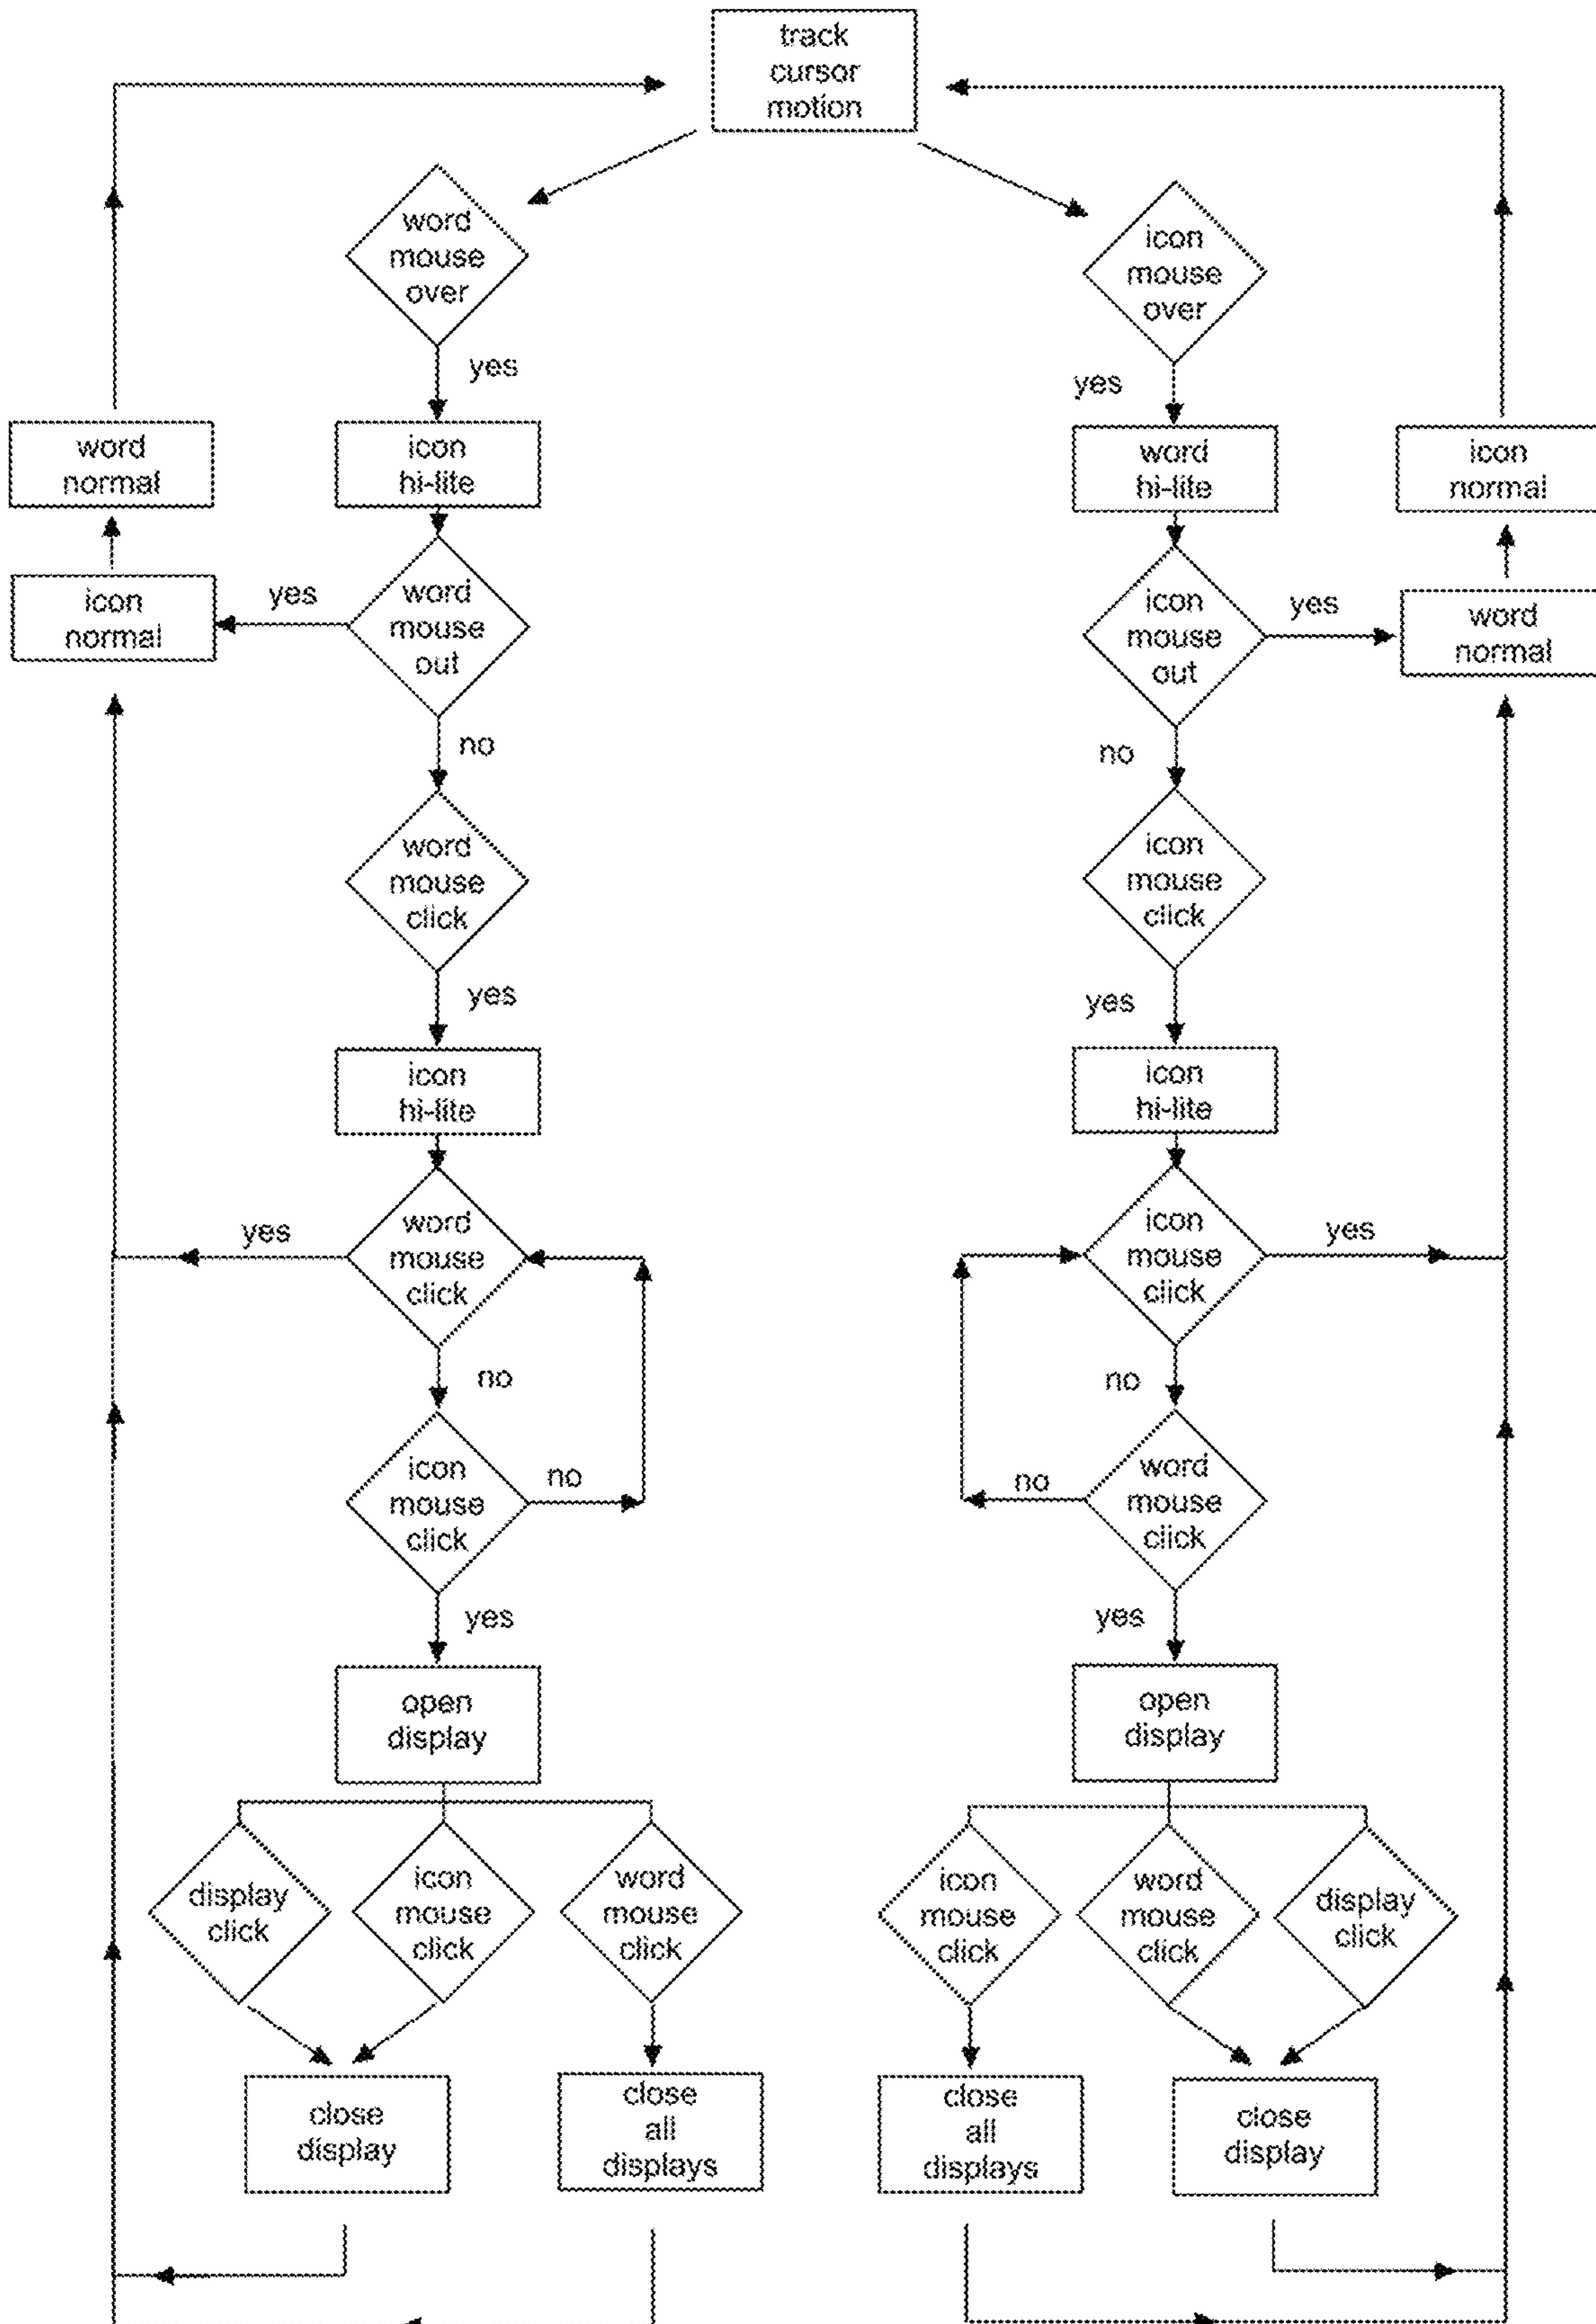 track
cursor
motion
word
mouse
over
icon
mouse
over
yes
yes
word
normal
icon
hi-lite
word
hi-lite
icon
normal
icon
normal
yes
word
mouse
out
icon
mouse
out
yes
word
normal
no
no
word
mouse
click
icon
mouse
click
yes
yes
icon
hi-lite
icon
hi-lite
yes
word
mouse
click
icon
mouse
click
yes
no
no
icon
mouse
click
no
no
word
mouse
click
yes
yes
open
display
open
display
display
click
icon
mouse
click
word
mouse
click
icon
mouse
click
word
mouse
click
display
click
close
display
close
all
displays
close
all
displays
close
display